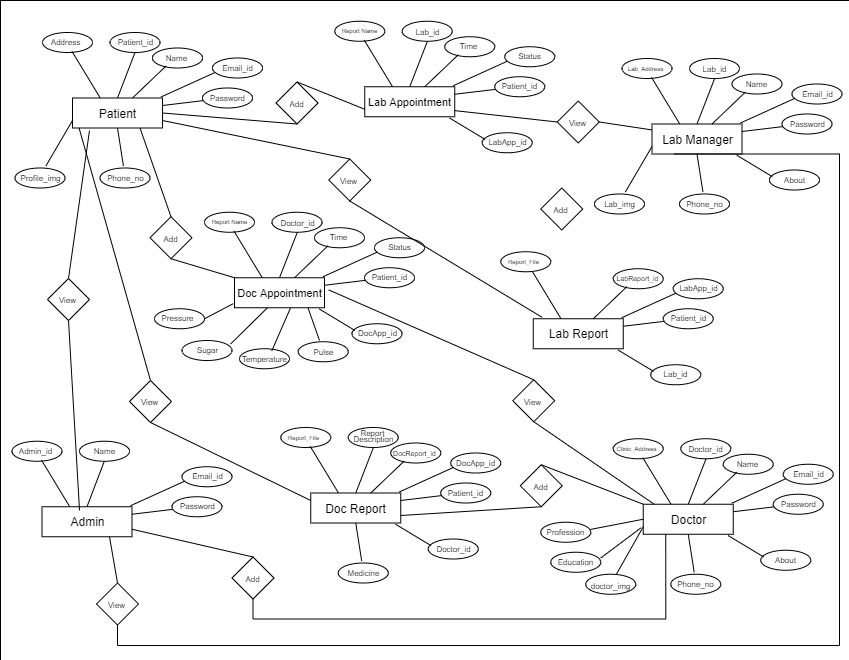 Address
Patient_id
Name
Email_id
Password
Patient
Profile_img
Phone_no
Add
Report Name
Lab_id
Time
Status
Patient_id
Lab Appointment
LabApp_id
View
Lab_Address
Lab_id
Name
Email_id
Password
Lab Manager
About
Lab_img
Phone_no
View
Add
Add
Report Name
Doctor_id
Time
Status
Patient_id
Doc Appointment
Pressure
Sugar
Temperature
Pulse
DocApp_id
View
Report_File
LabReport_id
LabApp_id
Patient_id
Lab Report
Lab_id
View
View
Admin_id
Name
Email_id
Password
Admin
Report_File
Report
Description
DocReport_id
DocApp_id
Patient_id
Doc Report
Doctor_id
Medicine
Add
Clinic_Address
Doctor_id
Name
Email_id
Password
Doctor
Profession
Education
doctor_img
Phone_no
About
Add
View